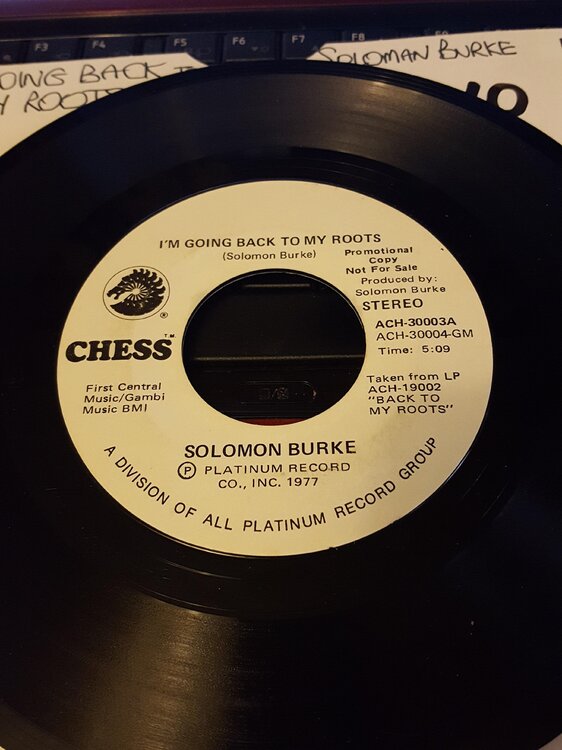 F3 F4 F5 F6 F7
OING BACK
Y ROOTS
SOLOMAN BURKE
I'M GOING BACK TO MY ROOTS
(Solomon Burke)
Promotional
Copy
Not For Sale
Produced by:
Solomon Burke
STEREO
ACH-30003A
ACH-30004-GM
Time: 5:09
® 
CHESS™
First Central
Music/Gambi
Music BMI
Taken from LP
ACH-19002
"BACK TO
MY ROOTS"
SOLOMON BURKE
Ⓟ PLATINUM RECORD
CO., INC. 1977
A DIVISION OF ALL PLATINUM RECORD GROUP